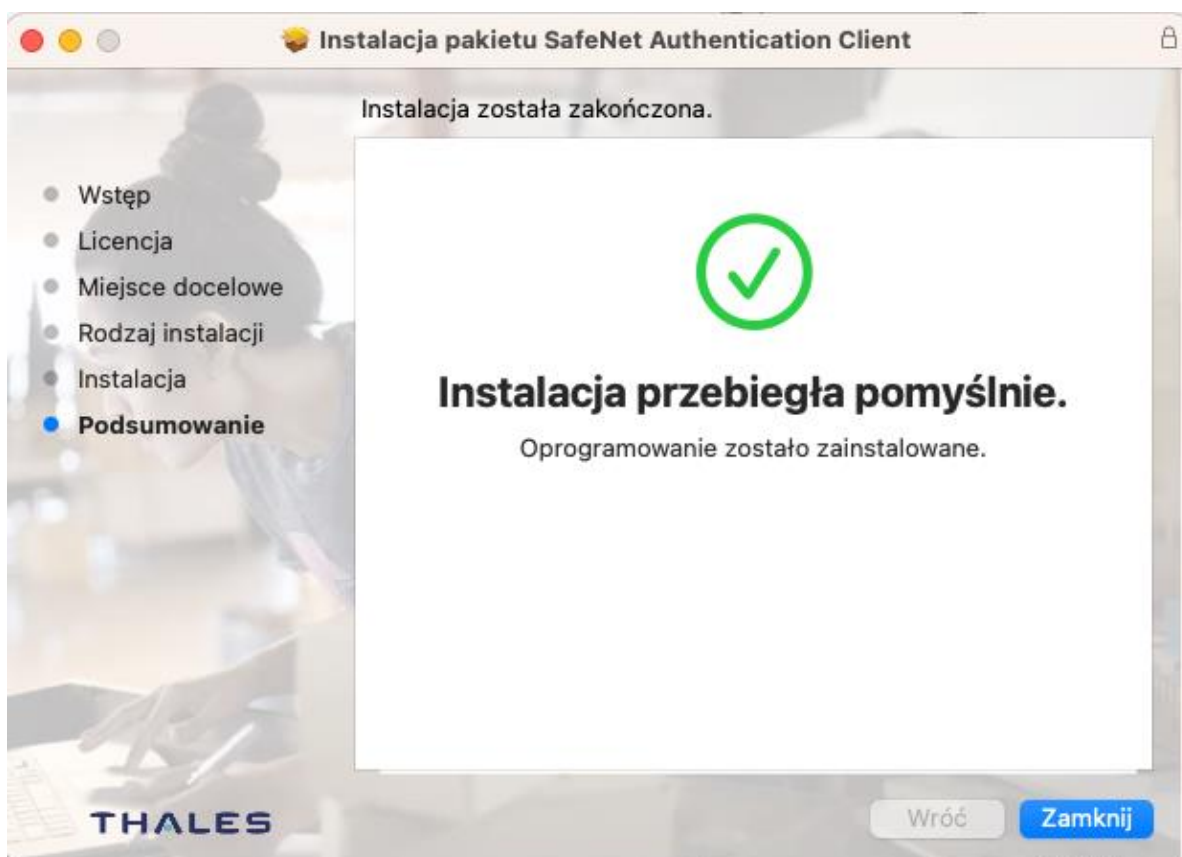 Instalacja pakietu SafeNet Authentication Client
Instalacja została zakończona.
Wstęp
Licencja
Miejsce docelowe
Rodzaj instalacji
Instalacja
Podsumowanie
Instalacja przebiegła pomyślnie.
Oprogramowanie zostało zainstalowane.
THALES
Wróć
Zamknij